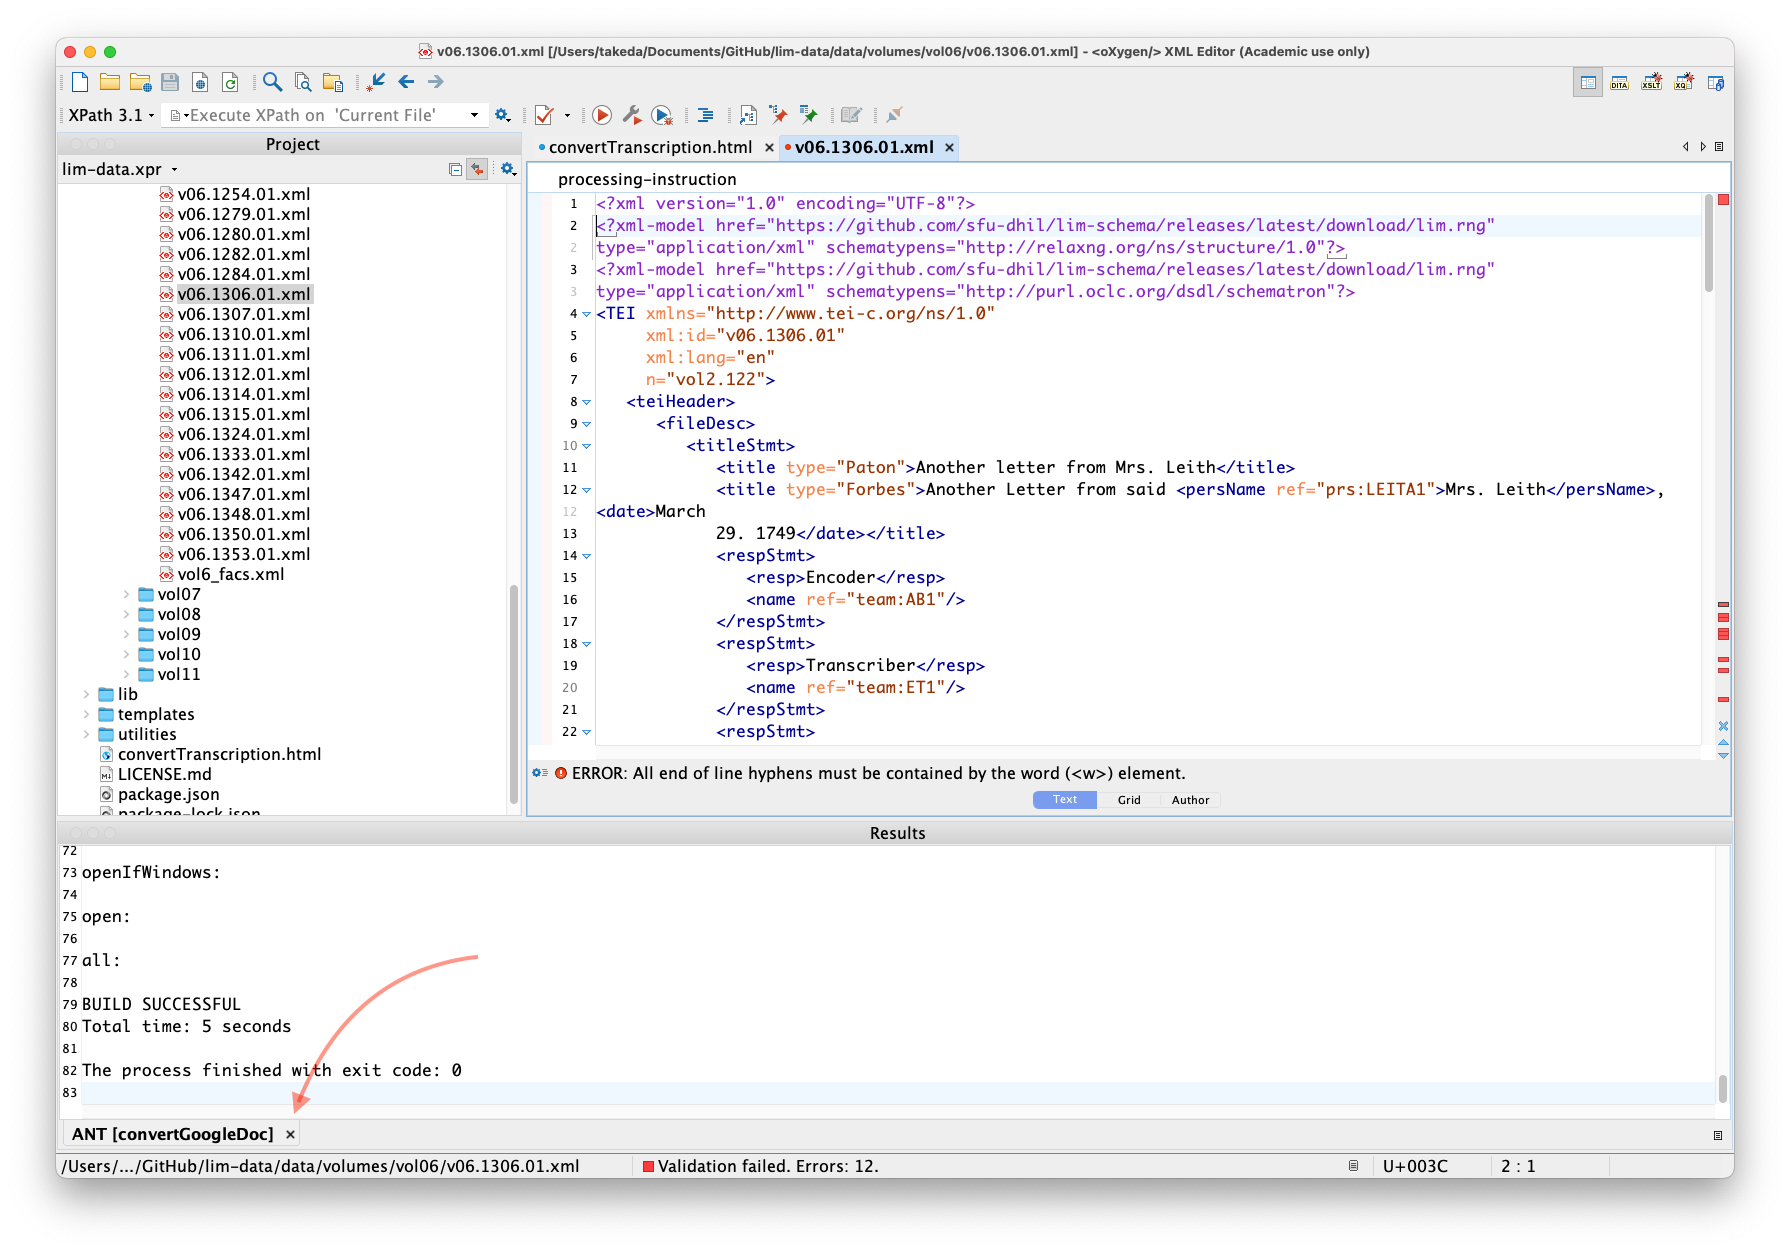 v06.1306.01.xml [/Users/takeda/Documents/GitHub/lim-data/data/volumes/vol06/v06.1306.01.xml] - <oXygen/> XML Editor (Academic use only)
DITA XSLT XQ
XPath 3.1 Execute XPath on 'Current File'
Project
lim-data.xpr
v06.1254.01.xml
v06.1279.01.xml
v06.1280.01.xml
v06.1282.01.xml
v06.1284.01.xml
v06.1306.01.xml
v06.1307.01.xml
v06.1310.01.xml
v06.1311.01.xml
v06.1312.01.xml
v06.1314.01.xml
v06.1315.01.xml
v06.1324.01.xml
v06.1333.01.xml
v06.1342.01.xml
v06.1347.01.xml
v06.1348.01.xml
v06.1350.01.xml
v06.1353.01.xml
vol6_facs.xml
vol07
vol08
vol09
vol10
vol11
lib
templates
utilities
convertTranscription.html
LICENSE.md
package.json
package-lock.json
convertTranscription.html × v06.1306.01.xml ×
processing-instruction
1 <?xml version="1.0" encoding="UTF-8"?>
2 <?xml-model href="https://github.com/sfu-dhil/lim-schema/releases/latest/download/lim.rng"
2 type="application/xml" schematypens="http://relaxng.org/ns/structure/1.0"?>
3 <?xml-model href="https://github.com/sfu-dhil/lim-schema/releases/latest/download/lim.rng"
3 type="application/xml" schematypens="http://purl.oclc.org/dsdl/schematron"?>
4 <TEI xmlns="http://www.tei-c.org/ns/1.0"
5 xml:id="v06.1306.01"
6 xml:lang="en"
7 n="vol2.122">
8 <teiHeader>
9 <fileDesc>
10 <titleStmt>
11 <title type="Paton">Another letter from Mrs. Leith</title>
12 <title type="Forbes">Another Letter from said <persName ref="prs:LEITA1">Mrs. Leith</persName>,
12 <date>March
13 29. 1749</date></title>
14 <respStmt>
15 <resp>Encoder</resp>
16 <name ref="team:AB1"/>
17 </respStmt>
18 <respStmt>
19 <resp>Transcriber</resp>
20 <name ref="team:ET1"/>
21 </respStmt>
22 <respStmt>
ERROR: All end of line hyphens must be contained by the word (<w>) element.
Text Grid Author
Results
72
73 openIfWindows:
74
75 open:
76
77 all:
78
79 BUILD SUCCESSFUL
80 Total time: 5 seconds
81
82 The process finished with exit code: 0
83
ANT [convertGoogleDoc] ×
/Users/.../GitHub/lim-data/data/volumes/vol06/v06.1306.01.xml Validation failed. Errors: 12. U+003C 2 : 1